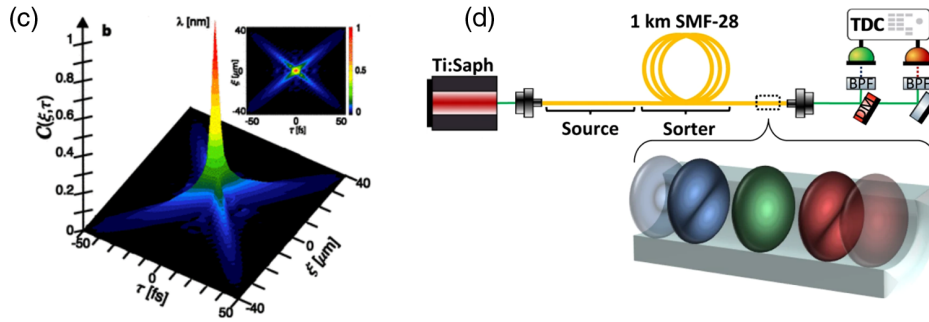 (c)
b
λ [nm]
C(ξ,τ)
1
0.8
0.6
0.4
0.2
0
-50
0
50
τ [fs]
-40
0
40
ξ [μm]
40
0
-40
ξ [μm]
-50
0
50
τ [fs]
1
0.5
0
(d)
1 km SMF-28
TDC
Ti:Saph
BPF
BPF
DM
Source
Sorter